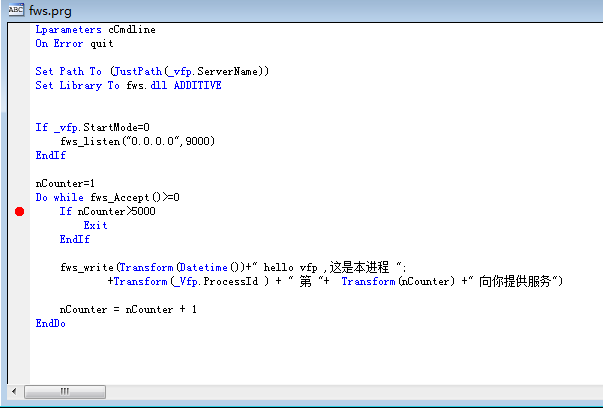 ABC fws.prg
Lparameters cCmdline
On Error quit
Set Path To (JustPath(_vfp.ServerName))
Set Library To fws.dll ADDITIVE
If _vfp.StartMode=0
fws_listen("0.0.0.0",9000)
EndIf
nCounter=1
Do while fws_Accept()>=0
If nCounter>5000
Exit
EndIf
fws_write(Transform(Datetime())+" hello vfp ,这是本进程 ";
+Transform(_Vfp.ProcessId ) + " 第 "+  Transform(nCounter) +" 向你提供服务")
nCounter = nCounter + 1
EndDo